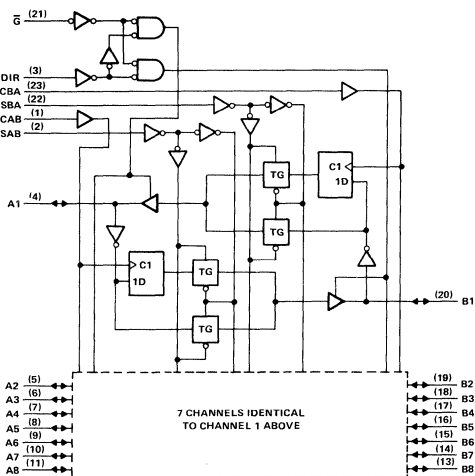 G (21)
DIR (3)
CBA (23)
SBA (22)
CAB (1)
SAB (2)
TG
C1
1D
A1 (4)
TG
C1
1D
TG
(20) B1
TG
A2 (5)
(19) B2
A3 (6)
(18) B3
A4 (7)
(17) B4
A5 (8)
(16) B5
A6 (9)
(15) B6
A7 (10)
(14) B7
A8 (11)
(13) B8
7 CHANNELS IDENTICAL
TO CHANNEL 1 ABOVE